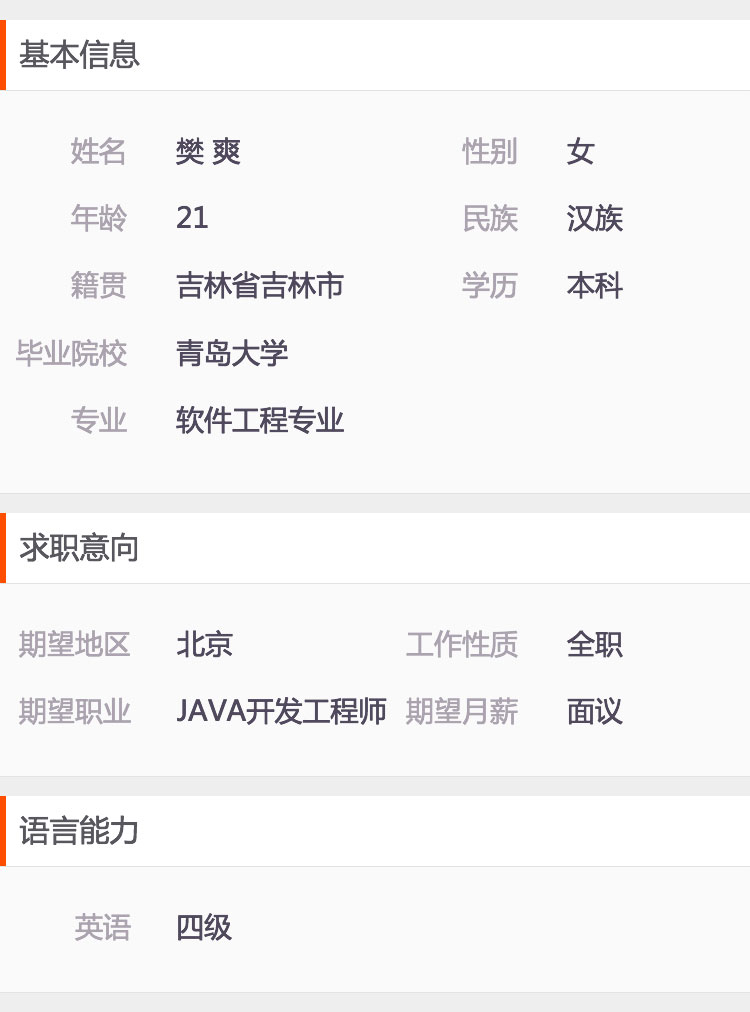 基本信息
姓名 樊 爽 性别 女
年龄 21 民族 汉族
籍贯 吉林省吉林市 学历 本科
毕业院校 青岛大学
专业 软件工程专业
求职意向
期望地区 北京 工作性质 全职
期望职业 JAVA开发工程师 期望月薪 面议
语言能力
英语 四级